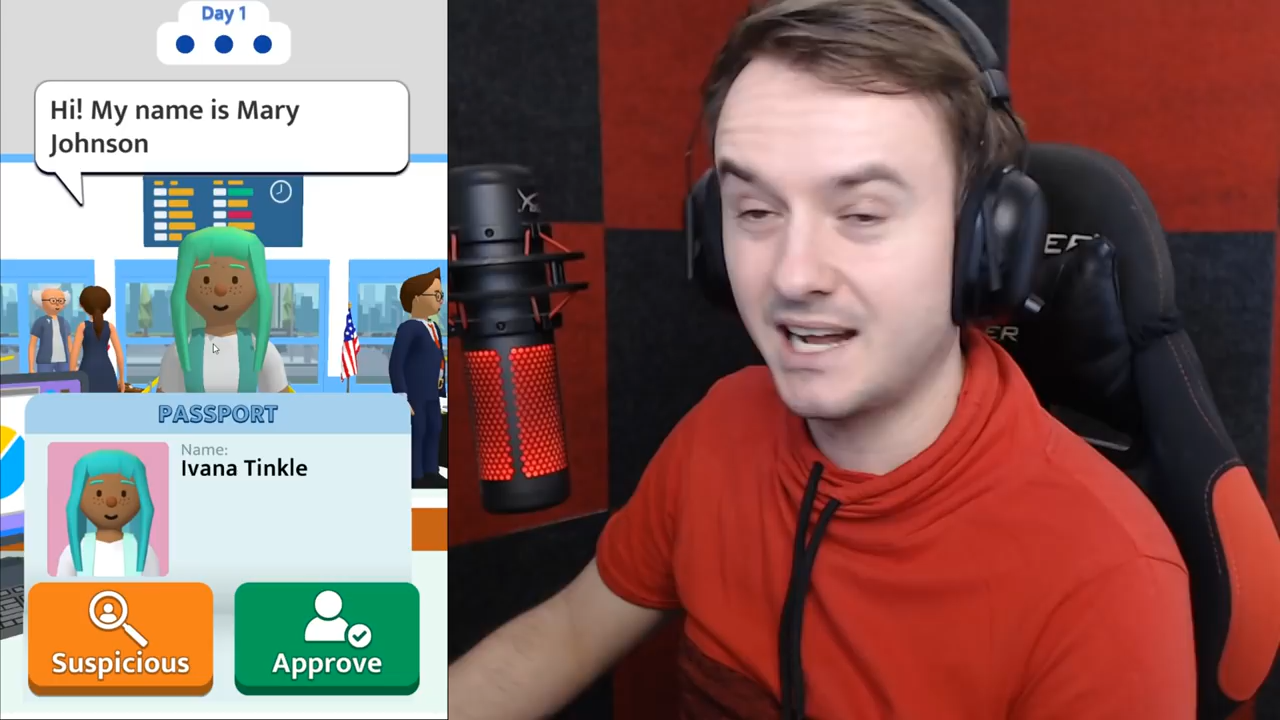 Day 1
Hi! My name is Mary
Johnson
PASSPORT
Name:
Ivana Tinkle
Suspicious
Approve